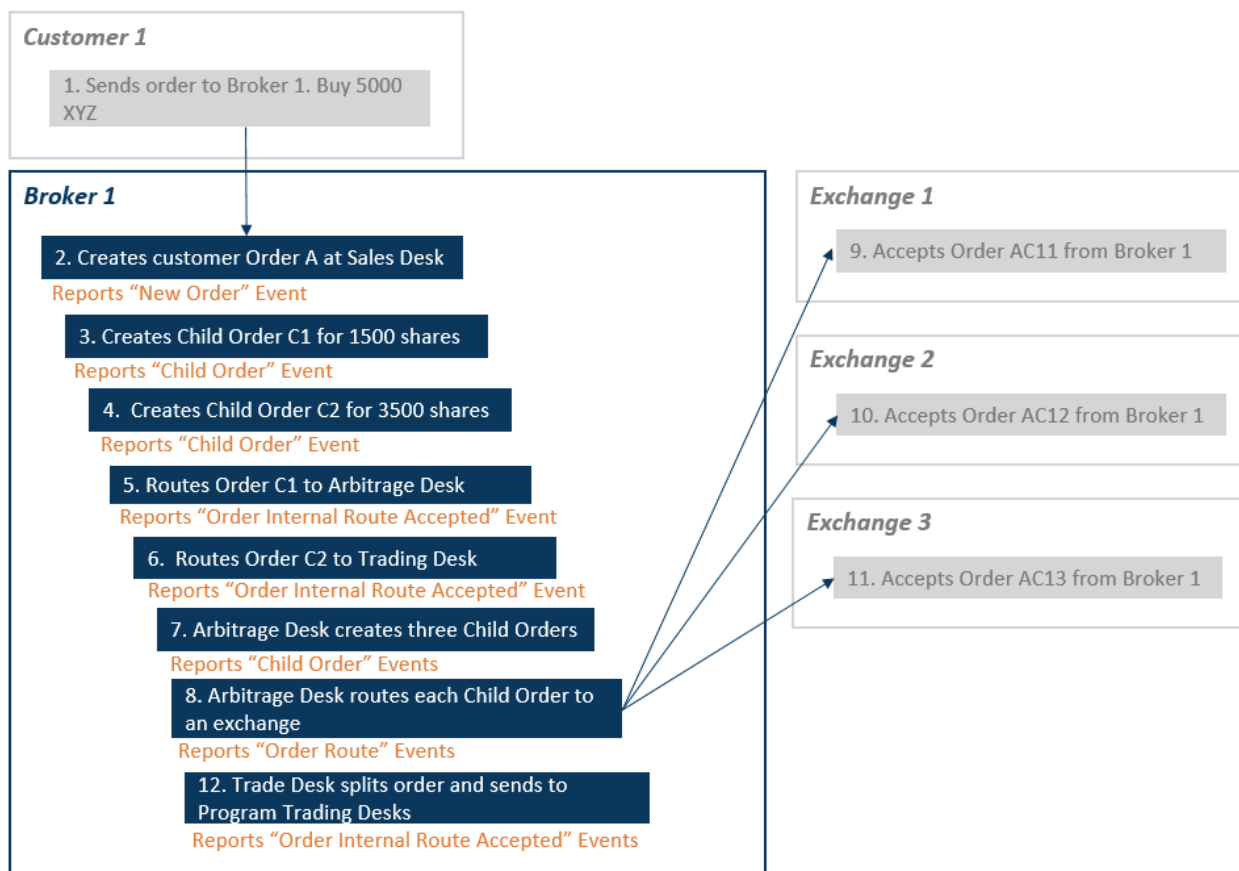 Customer 1
1. Sends order to Broker 1. Buy 5000
XYZ
Broker 1
2. Creates customer Order A at Sales Desk
Reports “New Order” Event
3. Creates Child Order C1 for 1500 shares
Reports “Child Order” Event
4. Creates Child Order C2 for 3500 shares
Reports “Child Order” Event
5. Routes Order C1 to Arbitrage Desk
Reports “Order Internal Route Accepted” Event
6. Routes Order C2 to Trading Desk
Reports “Order Internal Route Accepted” Event
7. Arbitrage Desk creates three Child Orders
Reports “Child Order” Events
8. Arbitrage Desk routes each Child Order to
an exchange
Reports “Order Route” Events
12. Trade Desk splits order and sends to
Program Trading Desks
Reports “Order Internal Route Accepted” Events
Exchange 1
9. Accepts Order AC11 from Broker 1
Exchange 2
10. Accepts Order AC12 from Broker 1
Exchange 3
11. Accepts Order AC13 from Broker 1